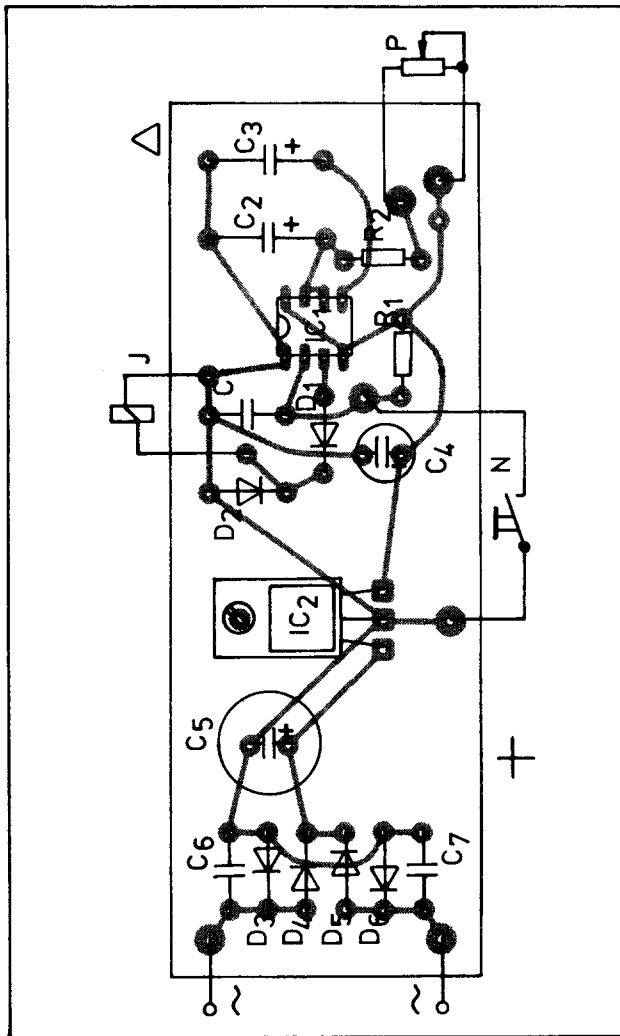 P
C3
+
C2
+
R2
IC1
R1
J
C
D1
C4
D2
N
IC2
C5
+
+
C6
C7
D3
D4
D5
D6
~
~